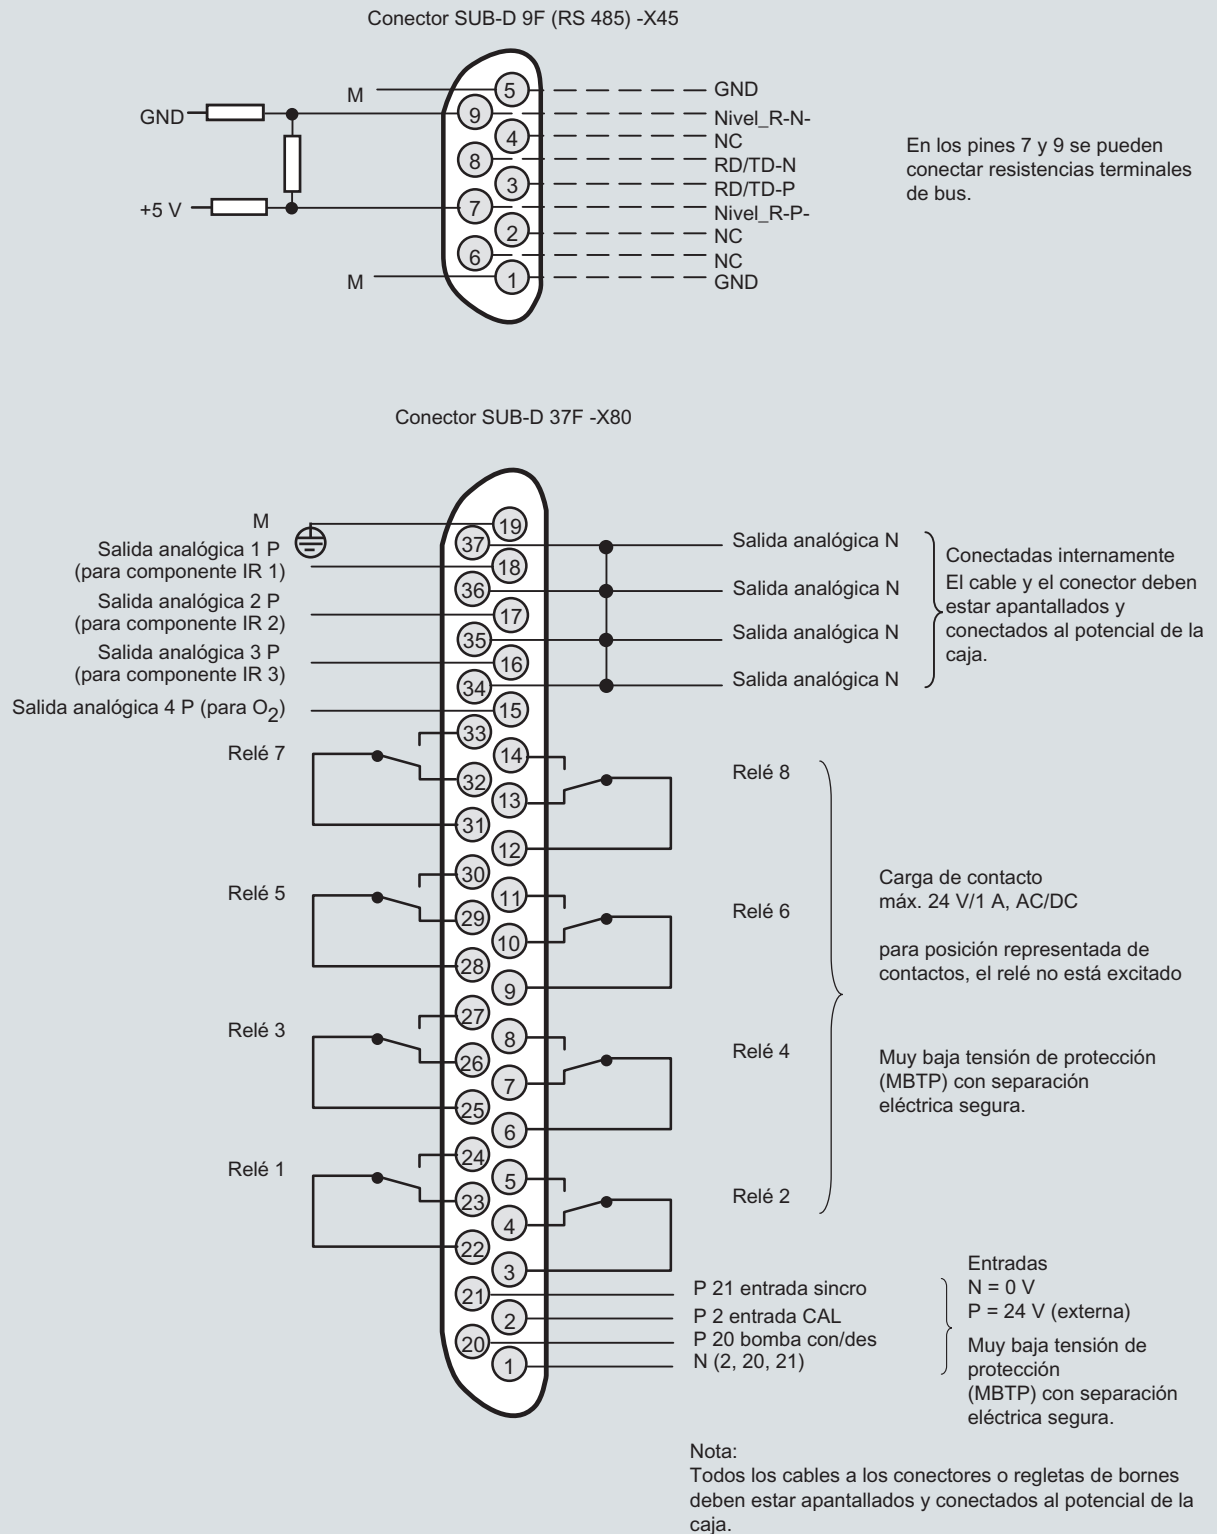 Conector SUB-D 9F (RS 485) -X45
M
5
GND
GND
9
Nivel_R-N-
4
NC
8
RD/TD-N
3
RD/TD-P
+5 V
7
Nivel_R-P-
2
NC
6
NC
M
1
GND
En los pines 7 y 9 se pueden
conectar resistencias terminales
de bus.
Conector SUB-D 37F -X80
M
19
37
Salida analógica N
Salida analógica 1 P
(para componente IR 1)
18
36
Salida analógica N
Salida analógica 2 P
(para componente IR 2)
17
35
Salida analógica N
Salida analógica 3 P
(para componente IR 3)
16
34
Salida analógica N
Salida analógica 4 P (para O2)
15
Conectadas internamente
El cable y el conector deben
estar apantallados y
conectados al potencial de la
caja.
33
Relé 7
14
Relé 8
32
13
31
12
30
Relé 5
11
Relé 6
29
10
28
9
27
Relé 3
8
Relé 4
26
7
25
6
24
Relé 1
5
Relé 2
23
4
22
3
Carga de contacto
máx. 24 V/1 A, AC/DC
para posición representada de
contactos, el relé no está excitado
Muy baja tensión de protección
(MBTP) con separación
eléctrica segura.
21
P 21 entrada sincro
2
P 2 entrada CAL
20
P 20 bomba con/des
1
N (2, 20, 21)
Entradas
N = 0 V
P = 24 V (externa)
Muy baja tensión de
protección
(MBTP) con separación
eléctrica segura.
Nota:
Todos los cables a los conectores o regletas de bornes
deben estar apantallados y conectados al potencial de la
caja.